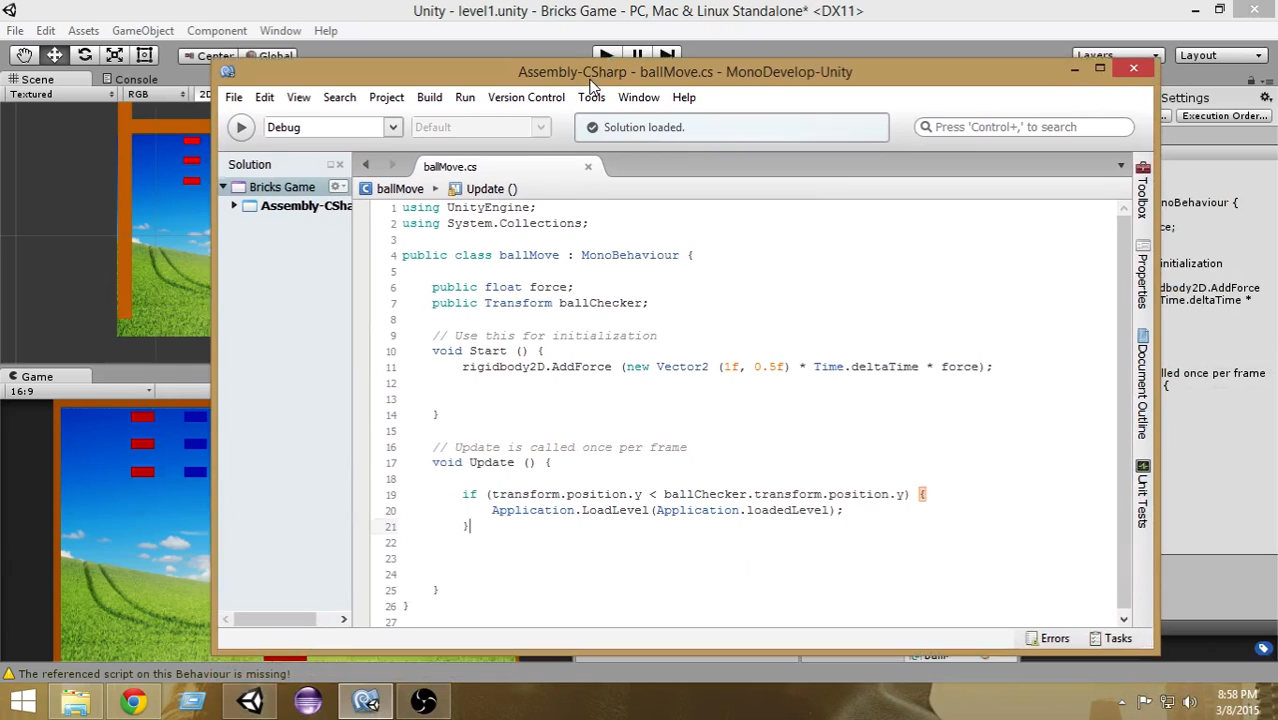 Unity - level1.unity - Bricks Game - PC, Mac & Linux Standalone* <DX11>
File Edit Assets GameObject Component Window Help
Center
Layers
Layout
Scene
Console
Textured
RGB
2D
Settings
Execution Order...
Assembly-CSharp - ballMove.cs - MonoDevelop-Unity
File Edit View Search Project Build Run Version Control Tools Window Help
Debug
Default
Solution loaded.
Press 'Control+,' to search
Solution
ballMove.cs
Bricks Game
Assembly-CSha
ballMove
Update ()
1 using UnityEngine;
2 using System.Collections;
3
4 public class ballMove : MonoBehaviour {
5
6 public float force;
7 public Transform ballChecker;
8
9 // Use this for initialization
10 void Start () {
11 rigidbody2D.AddForce (new Vector2 (1f, 0.5f) * Time.deltaTime * force);
12
13
14 }
15
16 // Update is called once per frame
17 void Update () {
18
19 if (transform.position.y < ballChecker.transform.position.y) {
20 Application.LoadLevel(Application.loadedLevel);
21 }
22
23
24
25 }
26 }
27
Toolbox
Properties
Document Outline
Unit Tests
noBehaviour {
ce;
initialization
idbody2D.AddForce
Time.deltaTime *
lled once per frame
{
Game
16:9
Errors
Tasks
The referenced script on this Behaviour is missing!
8:58 PM
3/8/2015